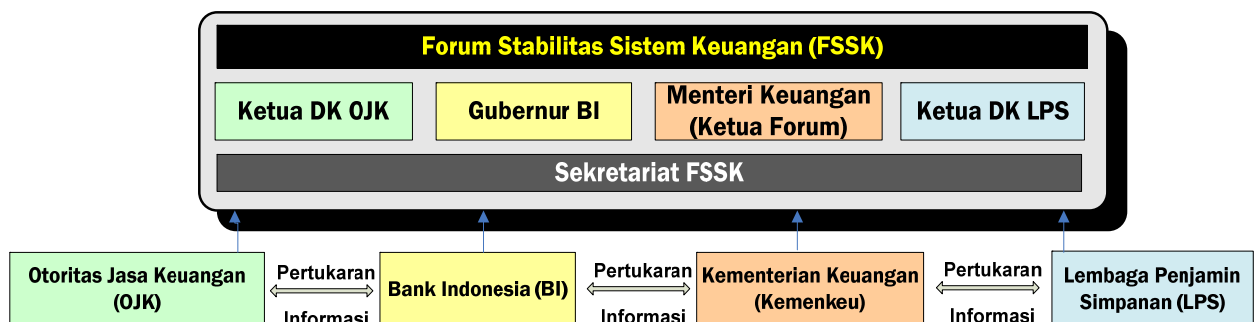 Forum Stabilitas Sistem Keuangan (FSSK)
Ketua DK OJK
Gubernur BI
Menteri Keuangan
(Ketua Forum)
Ketua DK LPS
Sekretariat FSSK
Otoritas Jasa Keuangan
(OJK)
Pertukaran
Informasi
Bank Indonesia (BI)
Pertukaran
Informasi
Kementerian Keuangan
(Kemenkeu)
Pertukaran
Informasi
Lembaga Penjamin
Simpanan (LPS)